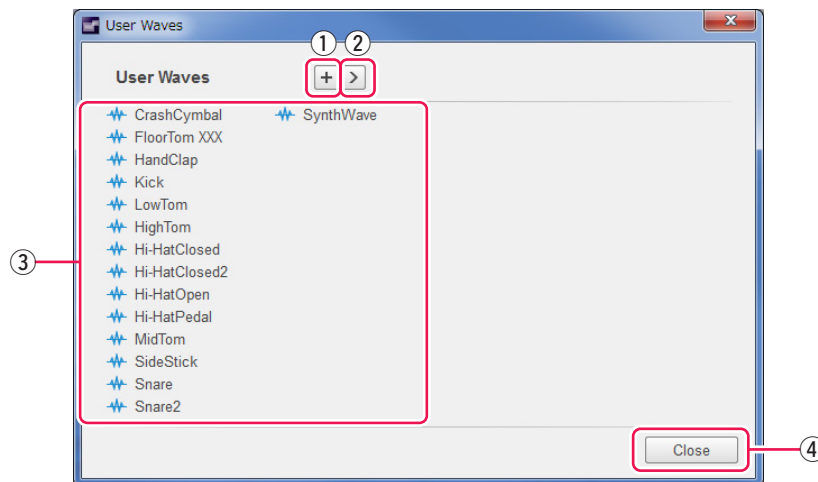 User Waves
① ②
User Waves + >
CrashCymbal SynthWave
FloorTom XXX
HandClap
Kick
LowTom
HighTom
③ Hi-HatClosed
Hi-HatClosed2
Hi-HatOpen
Hi-HatPedal
MidTom
SideStick
Snare
Snare2
Close ④